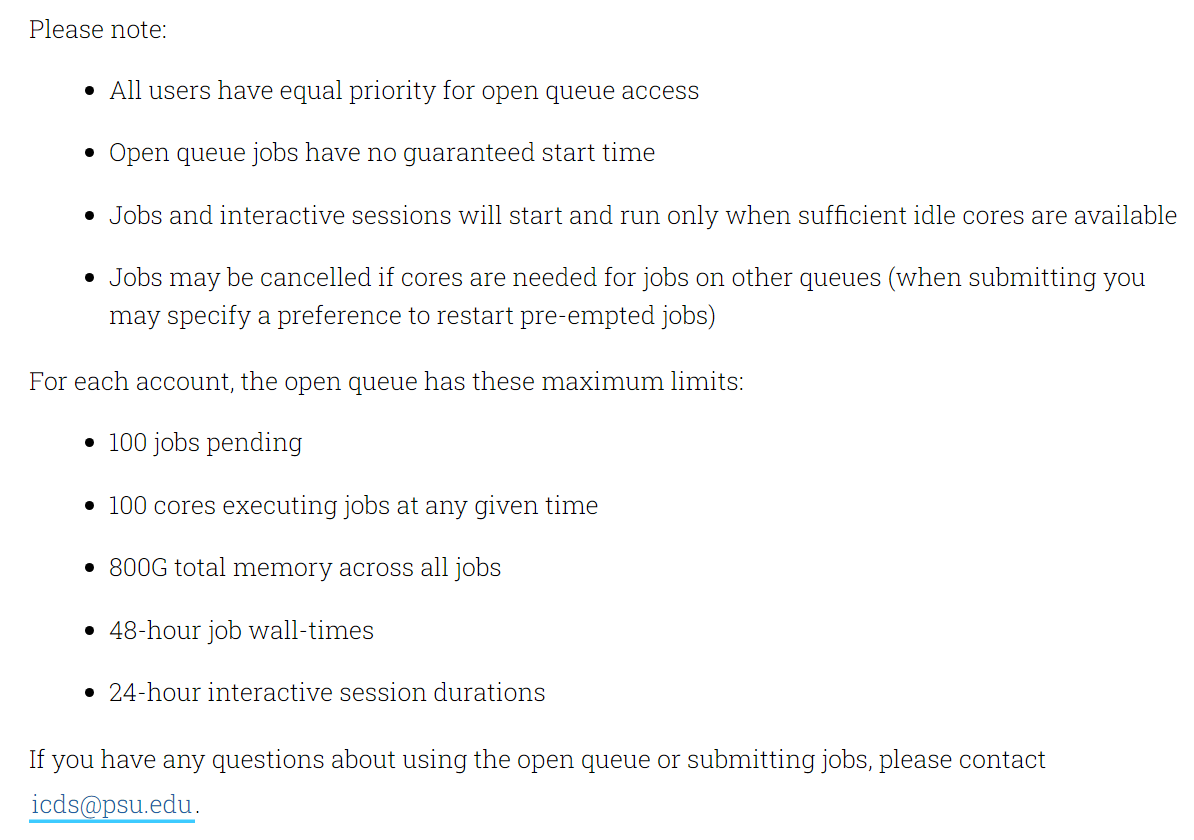 Please note:
• All users have equal priority for open queue access
• Open queue jobs have no guaranteed start time
• Jobs and interactive sessions will start and run only when sufficient idle cores are available
• Jobs may be cancelled if cores are needed for jobs on other queues (when submitting you
may specify a preference to restart pre-empted jobs)
For each account, the open queue has these maximum limits:
• 100 jobs pending
• 100 cores executing jobs at any given time
• 800G total memory across all jobs
• 48-hour job wall-times
• 24-hour interactive session durations
If you have any questions about using the open queue or submitting jobs, please contact
icds@psu.edu.